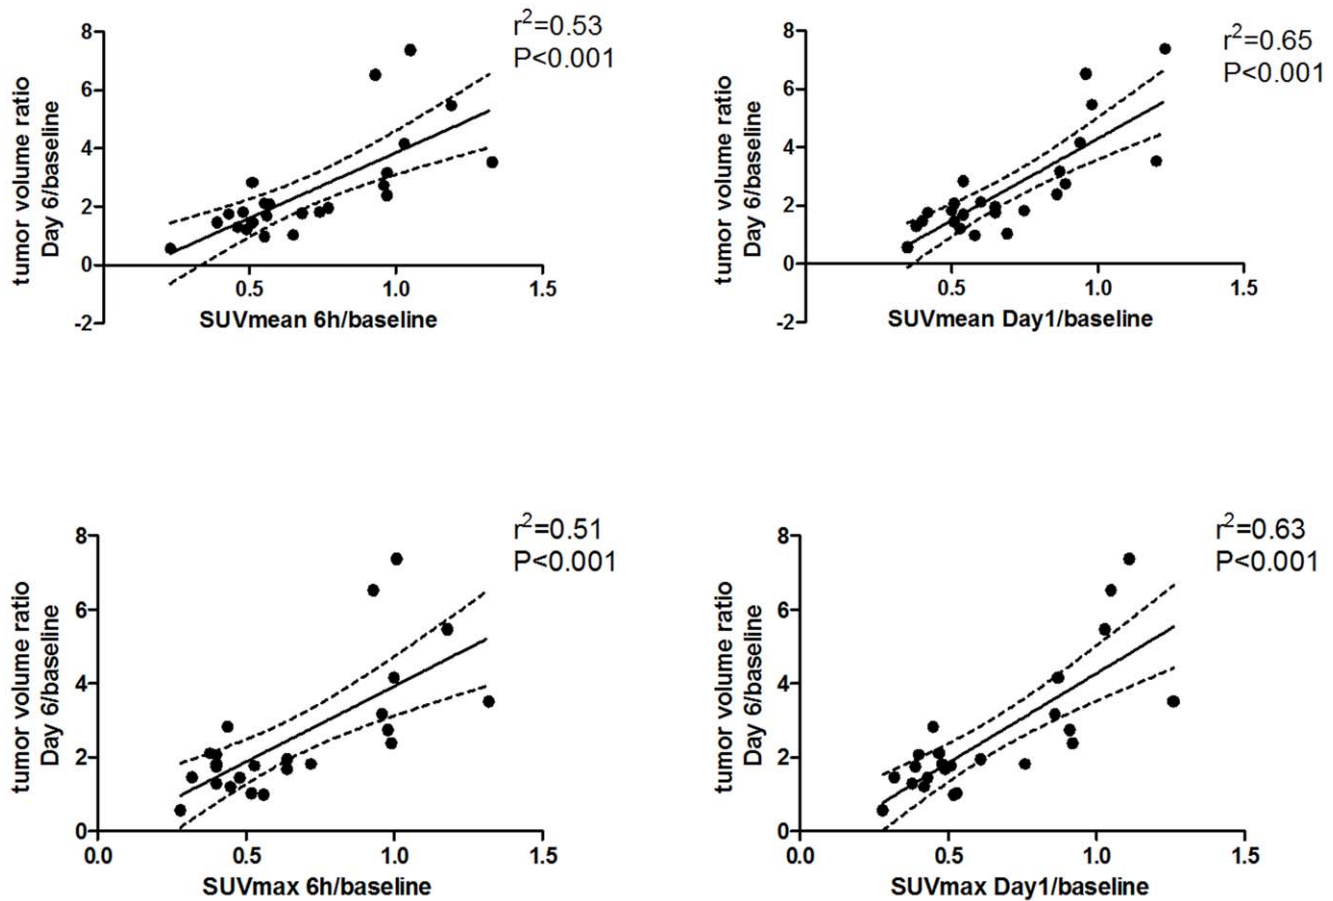 r²=0.53
P<0.001
tumor volume ratio
Day 6/baseline
8
6
4
2
0
-2
0.5 1.0 1.5
SUVmean 6h/baseline
r²=0.65
P<0.001
tumor volume ratio
Day 6/baseline
8
6
4
2
0
-2
0.5 1.0 1.5
SUVmean Day1/baseline
r²=0.51
P<0.001
tumor volume ratio
Day 6/baseline
8
6
4
2
0
0.0 0.5 1.0 1.5
SUVmax 6h/baseline
r²=0.63
P<0.001
tumor volume ratio
Day 6/baseline
8
6
4
2
0
0.0 0.5 1.0 1.5
SUVmax Day1/baseline